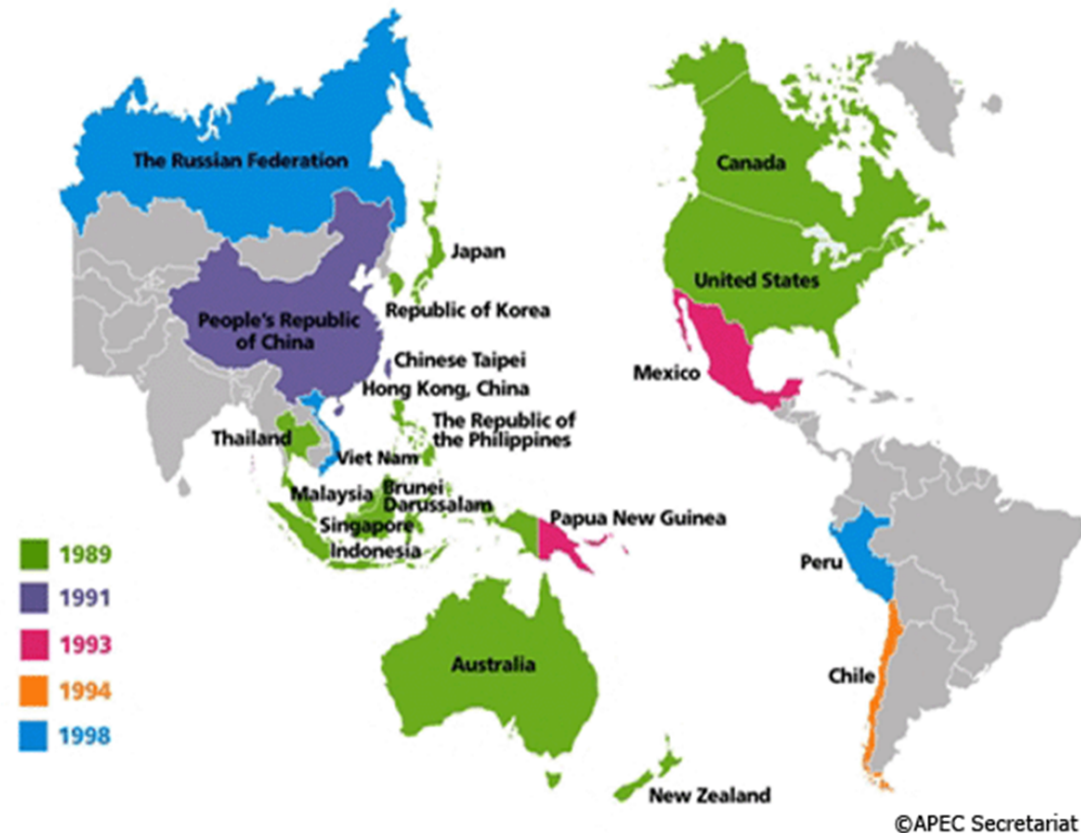 The Russian Federation
Canada
Japan
United States
Republic of Korea
People's Republic
of China
Chinese Taipei
Mexico
Hong Kong, China
The Republic of
the Philippines
Thailand
Viet Nam
Malaysia
Brunei
Darussalam
Singapore
Papua New Guinea
Indonesia
Peru
Australia
Chile
New Zealand
1989
1991
1993
1994
1998
©APEC Secretariat